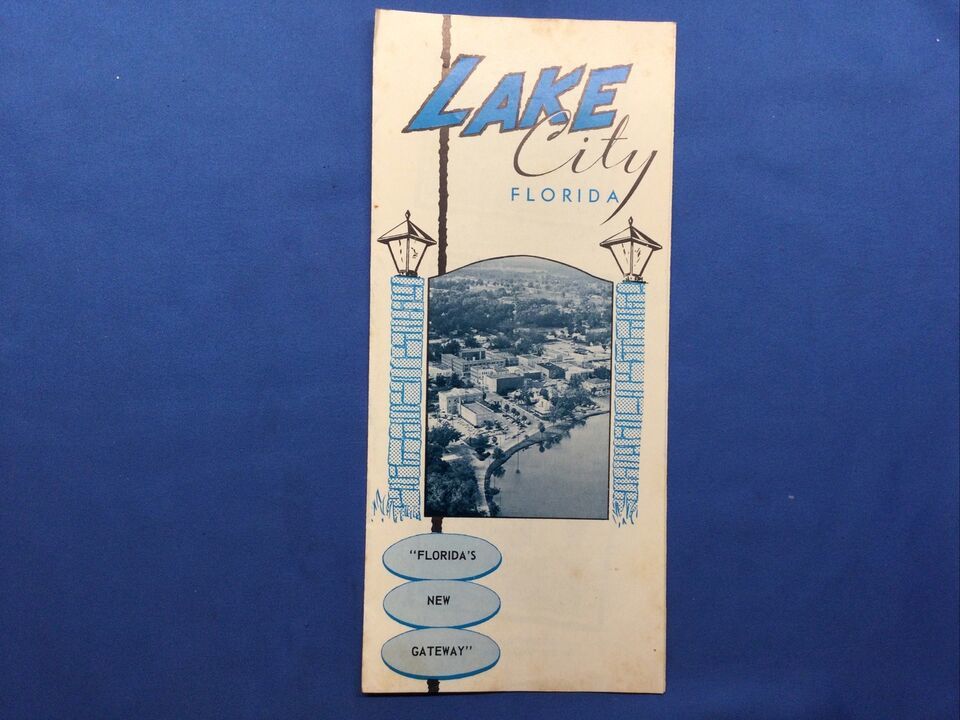 LAKE
City
FLORIDA
"FLORIDA'S
NEW
GATEWAY"